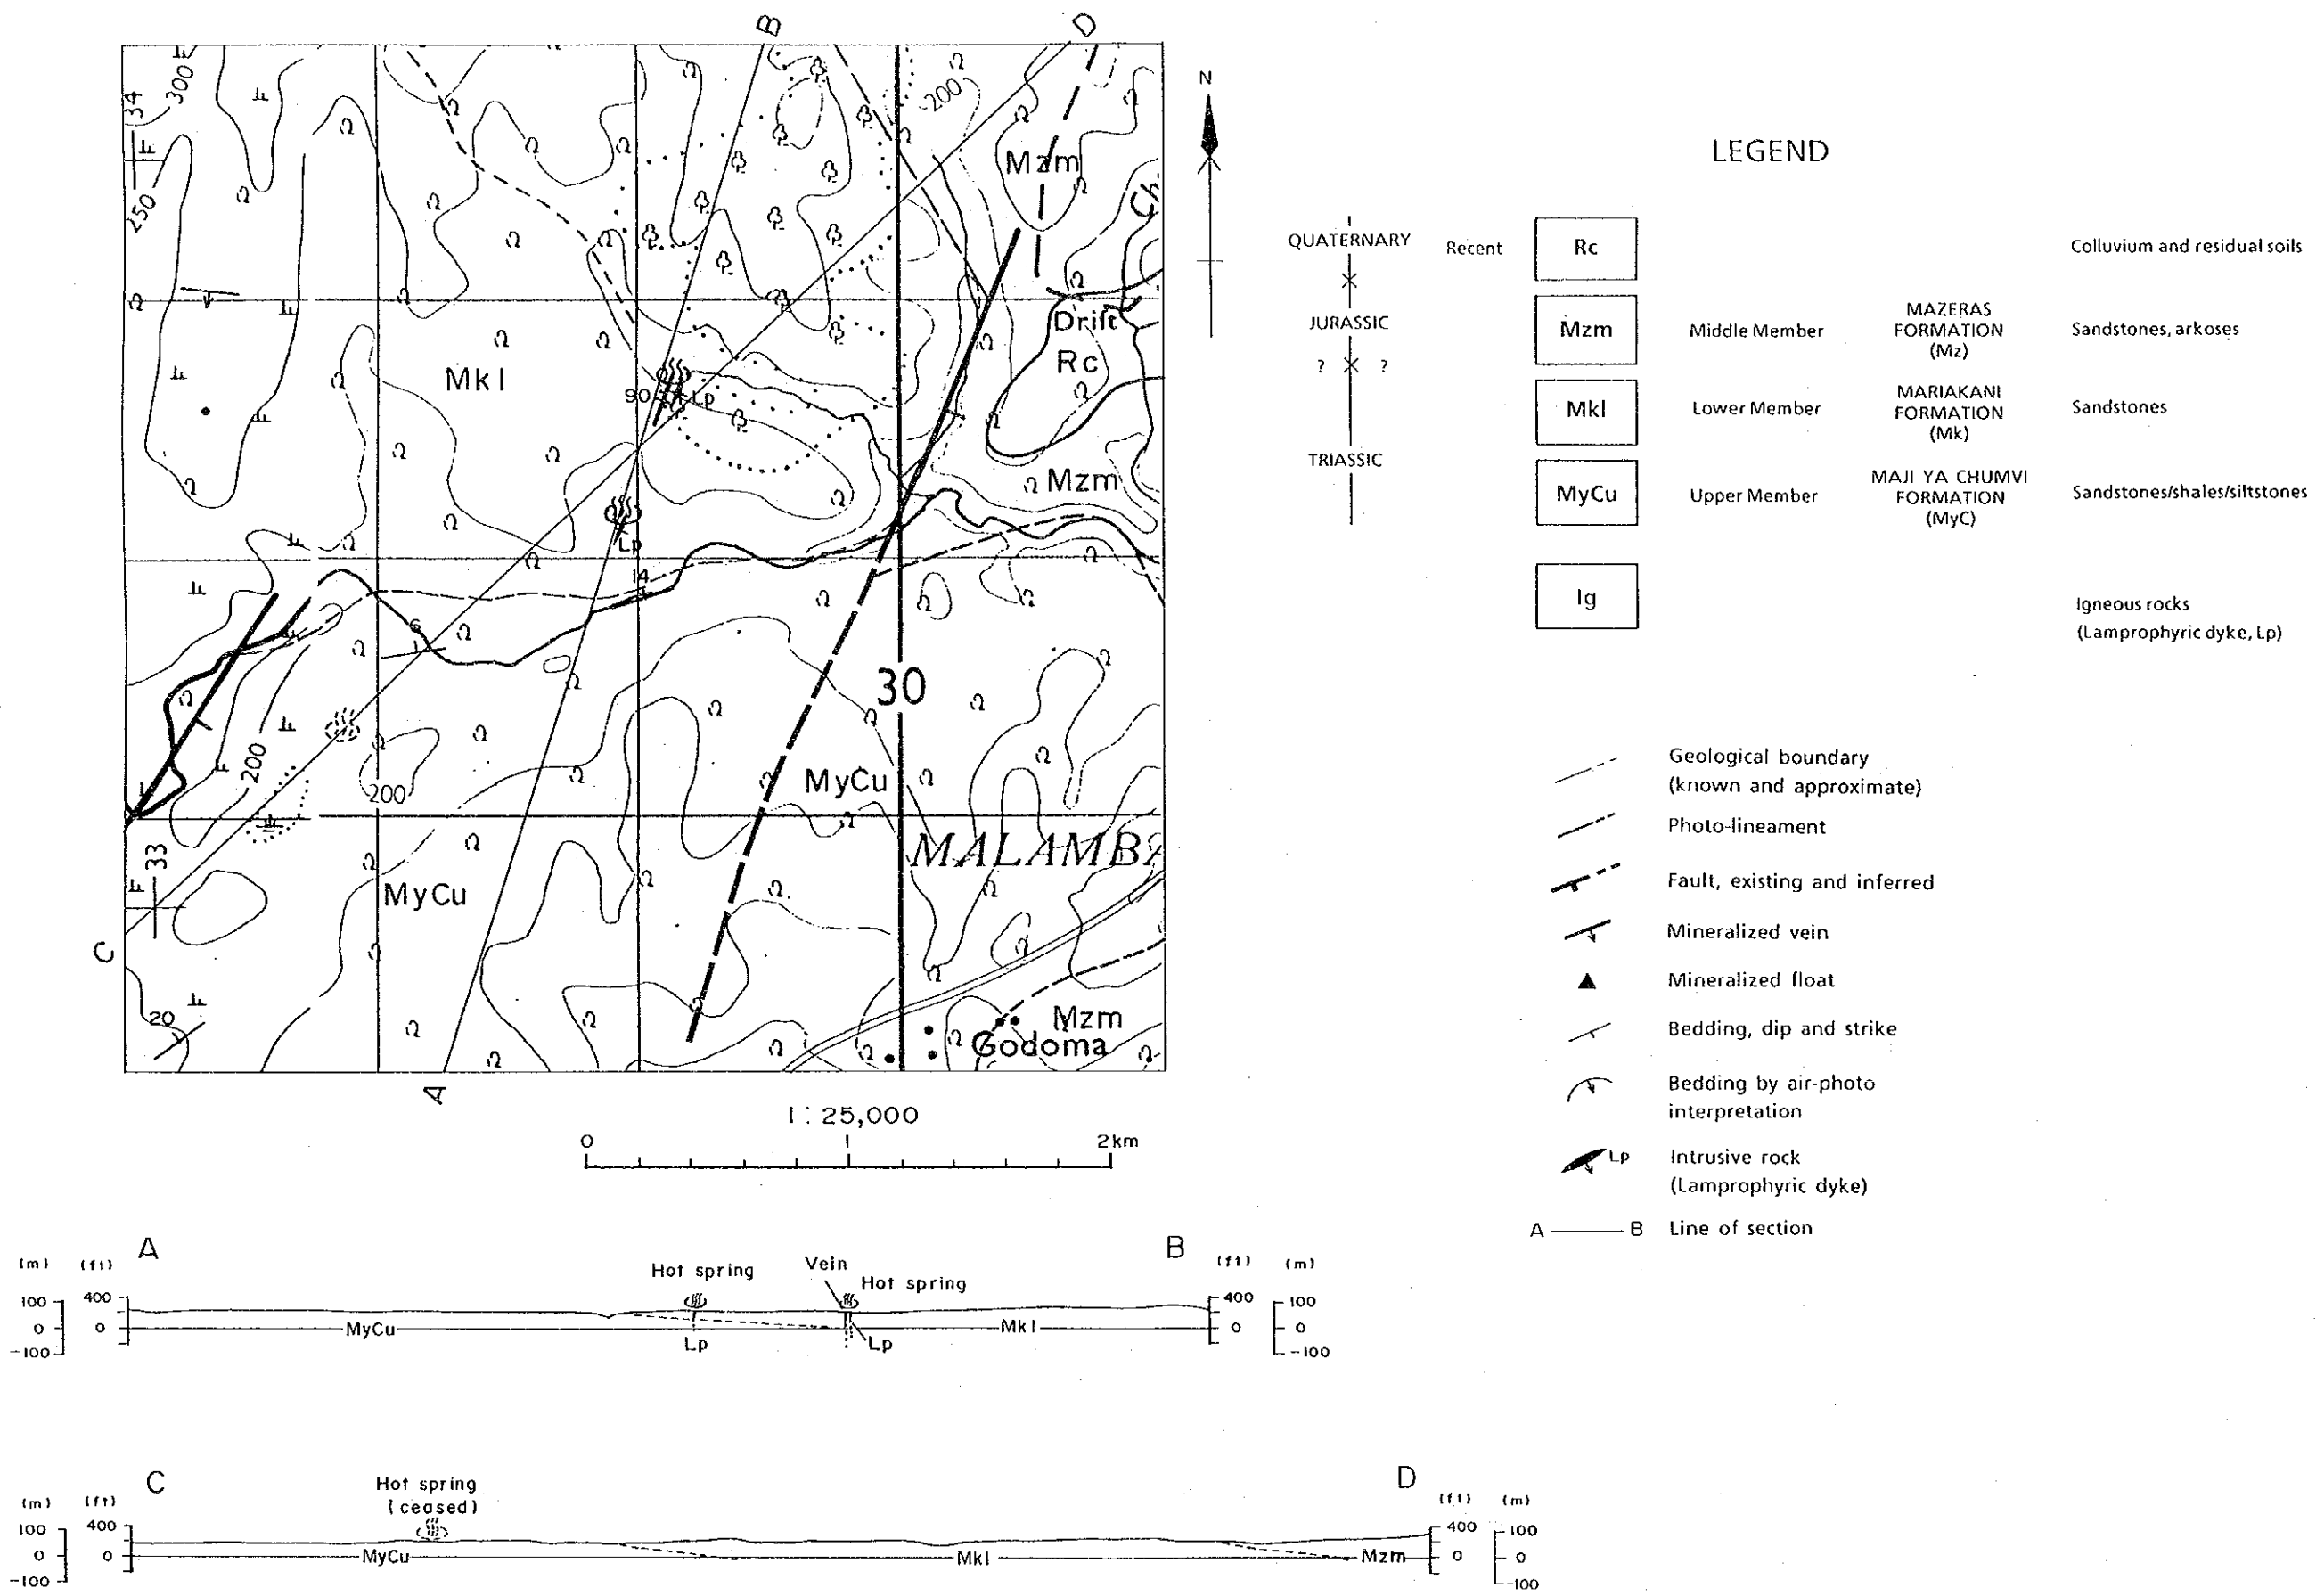 B
D
N
34
300
200
Mzm
Ch.
250
Drift
Rc
Mkl
90
Lp
Mzm
Lp
14
6
30
200
200
MyCu
33
MALAMBA
MyCu
C
20
Mzm
Godoma
A
1:25,000
0 1 2km
LEGEND
QUATERNARY Recent Rc Colluvium and residual soils
JURASSIC Mzm Middle Member MAZERAS FORMATION (Mz) Sandstones, arkoses
? ?
Mkl Lower Member MARIAKANI FORMATION (Mk) Sandstones
TRIASSIC
MyCu Upper Member MAJI YA CHUMVI FORMATION (MyC) Sandstones/shales/siltstones
Ig Igneous rocks
(Lamprophyric dyke, Lp)
Geological boundary
(known and approximate)
Photo-lineament
Fault, existing and inferred
Mineralized vein
Mineralized float
Bedding, dip and strike
Bedding by air-photo
interpretation
Lp Intrusive rock
(Lamprophyric dyke)
A B Line of section
A B
(m) (ft) Hot spring Vein Hot spring (ft) (m)
100 400 400 100
0 0 MyCu Mkl 0 0
-100 Lp Lp -100
C D
Hot spring
(ceased)
(m) (ft) (ft) (m)
100 400 400 100
0 0 MyCu Mkl Mzm 0 0
-100 -100